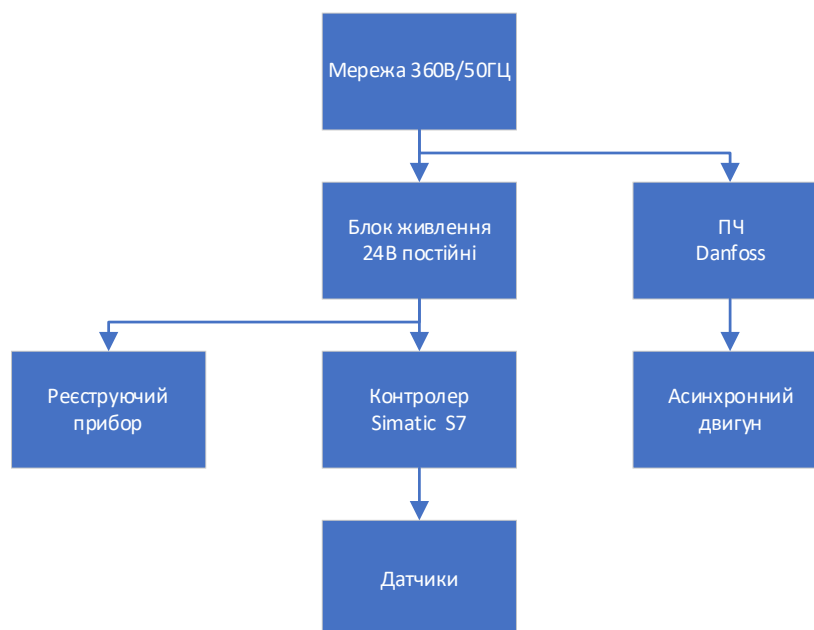 Мережа 360В/50ГЦ
Блок живлення
24В постійні
ПЧ
Danfoss
Реєструючий
прибор
Контролер
Simatic S7
Асинхронний
двигун
Датчики